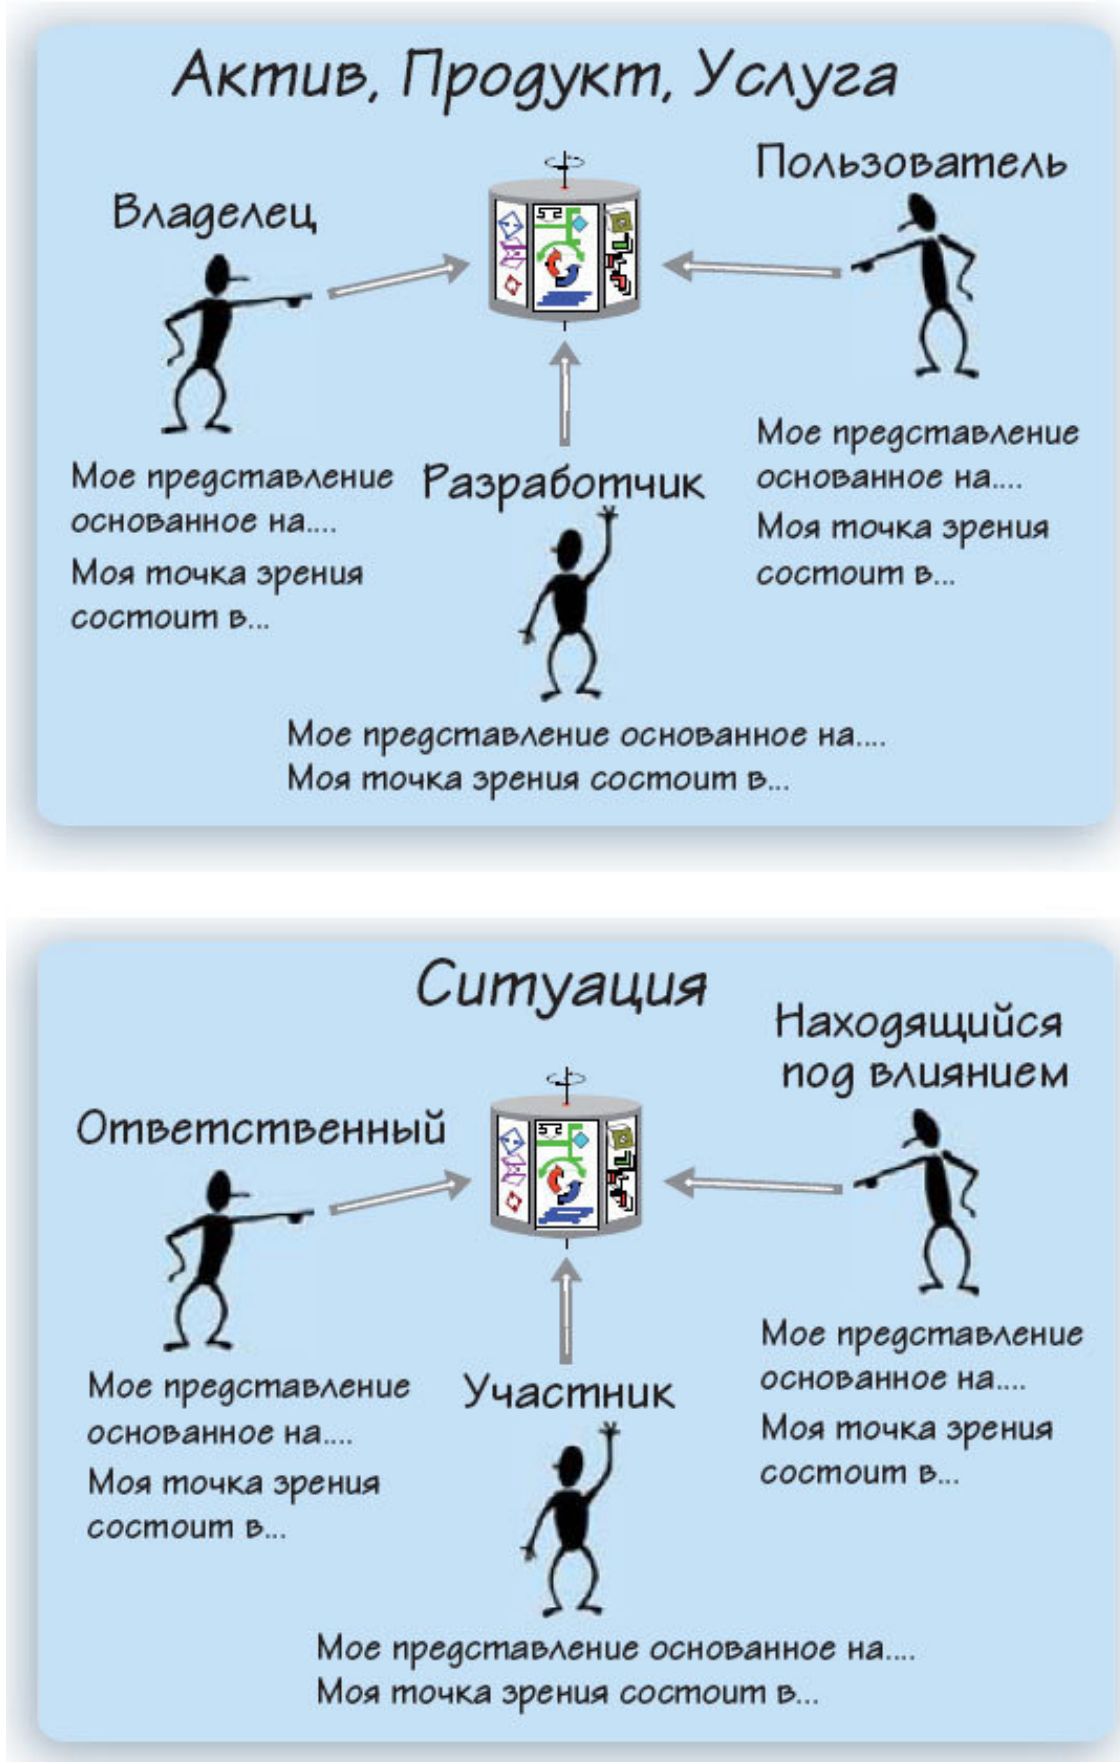 Актив, Продукт, Услуга
Владелец
Пользователь
Мое представление
основанное на....
Моя точка зрения
состоит в...
Разработчик
Мое представление
основанное на....
Моя точка зрения
состоит в...
Мое представление основанное на....
Моя точка зрения состоит в...
Ситуация
Ответственный
Находящийся
под влиянием
Мое представление
основанное на....
Моя точка зрения
состоит в...
Участник
Мое представление
основанное на....
Моя точка зрения
состоит в...
Мое представление основанное на....
Моя точка зрения состоит в...